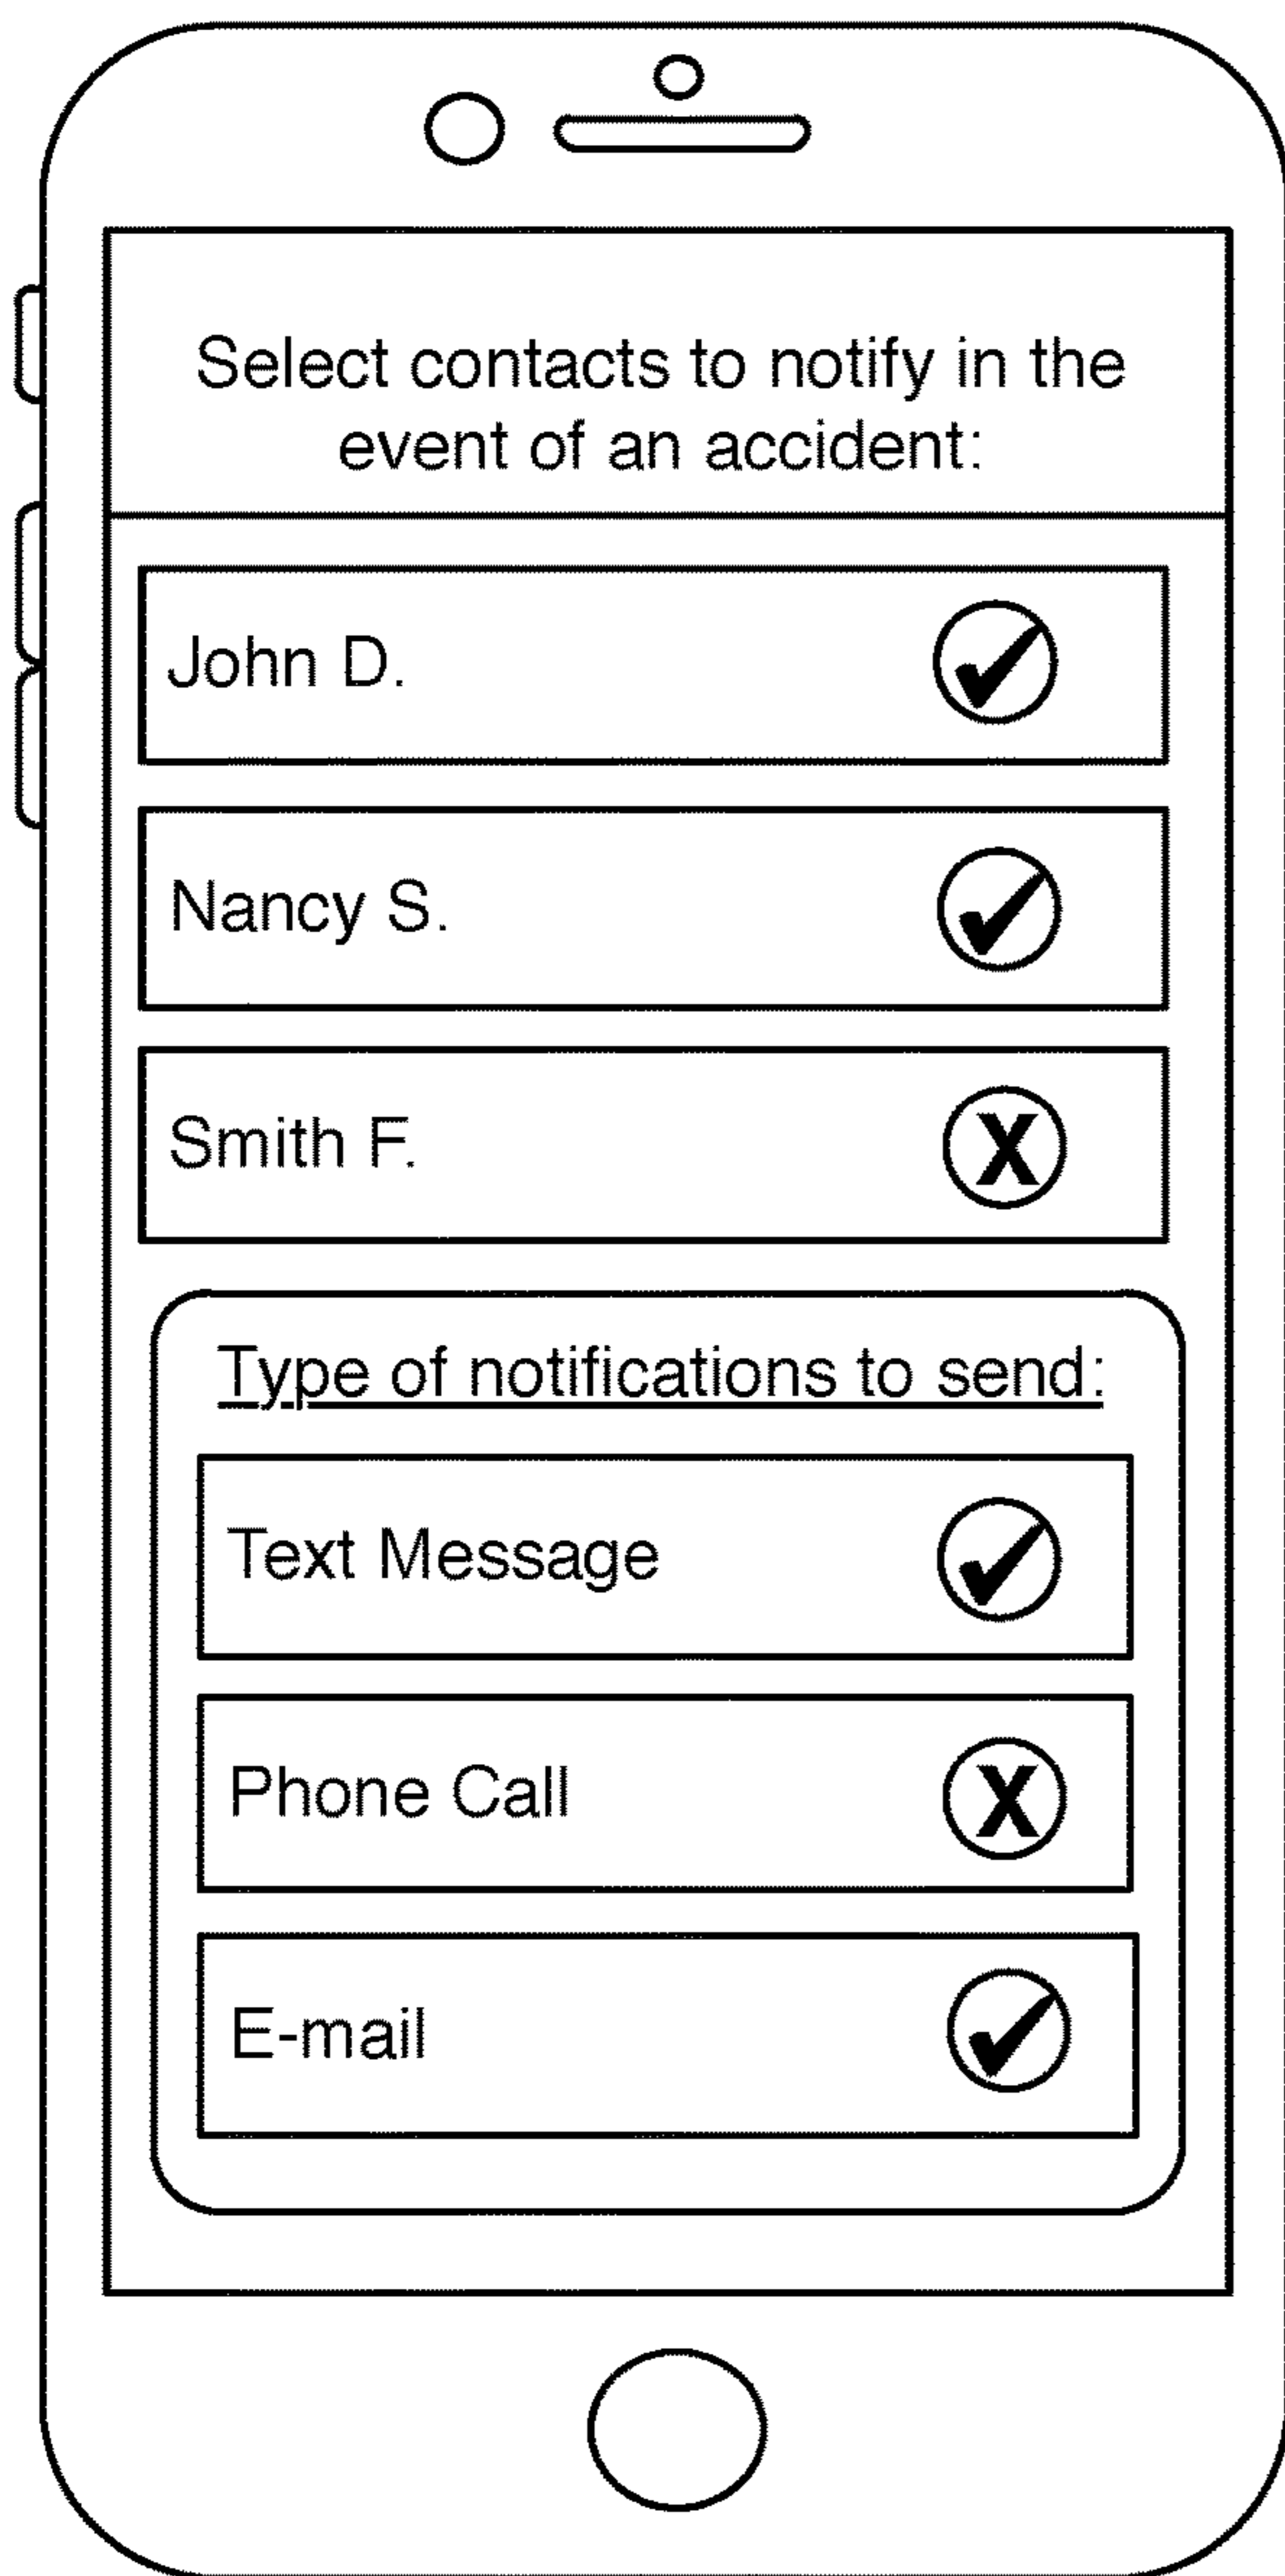 Select contacts to notify in the
event of an accident:
John D.
Nancy S.
Smith F.
Type of notifications to send:
Text Message
Phone Call
E-mail